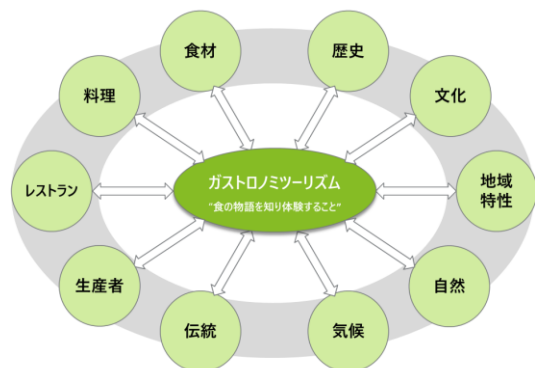 食材
歴史
料理
文化
ガストロノミツーリズム
"食の物語を知り体験すること"
レストラン
地域
特性
生産者
自然
伝統
気候